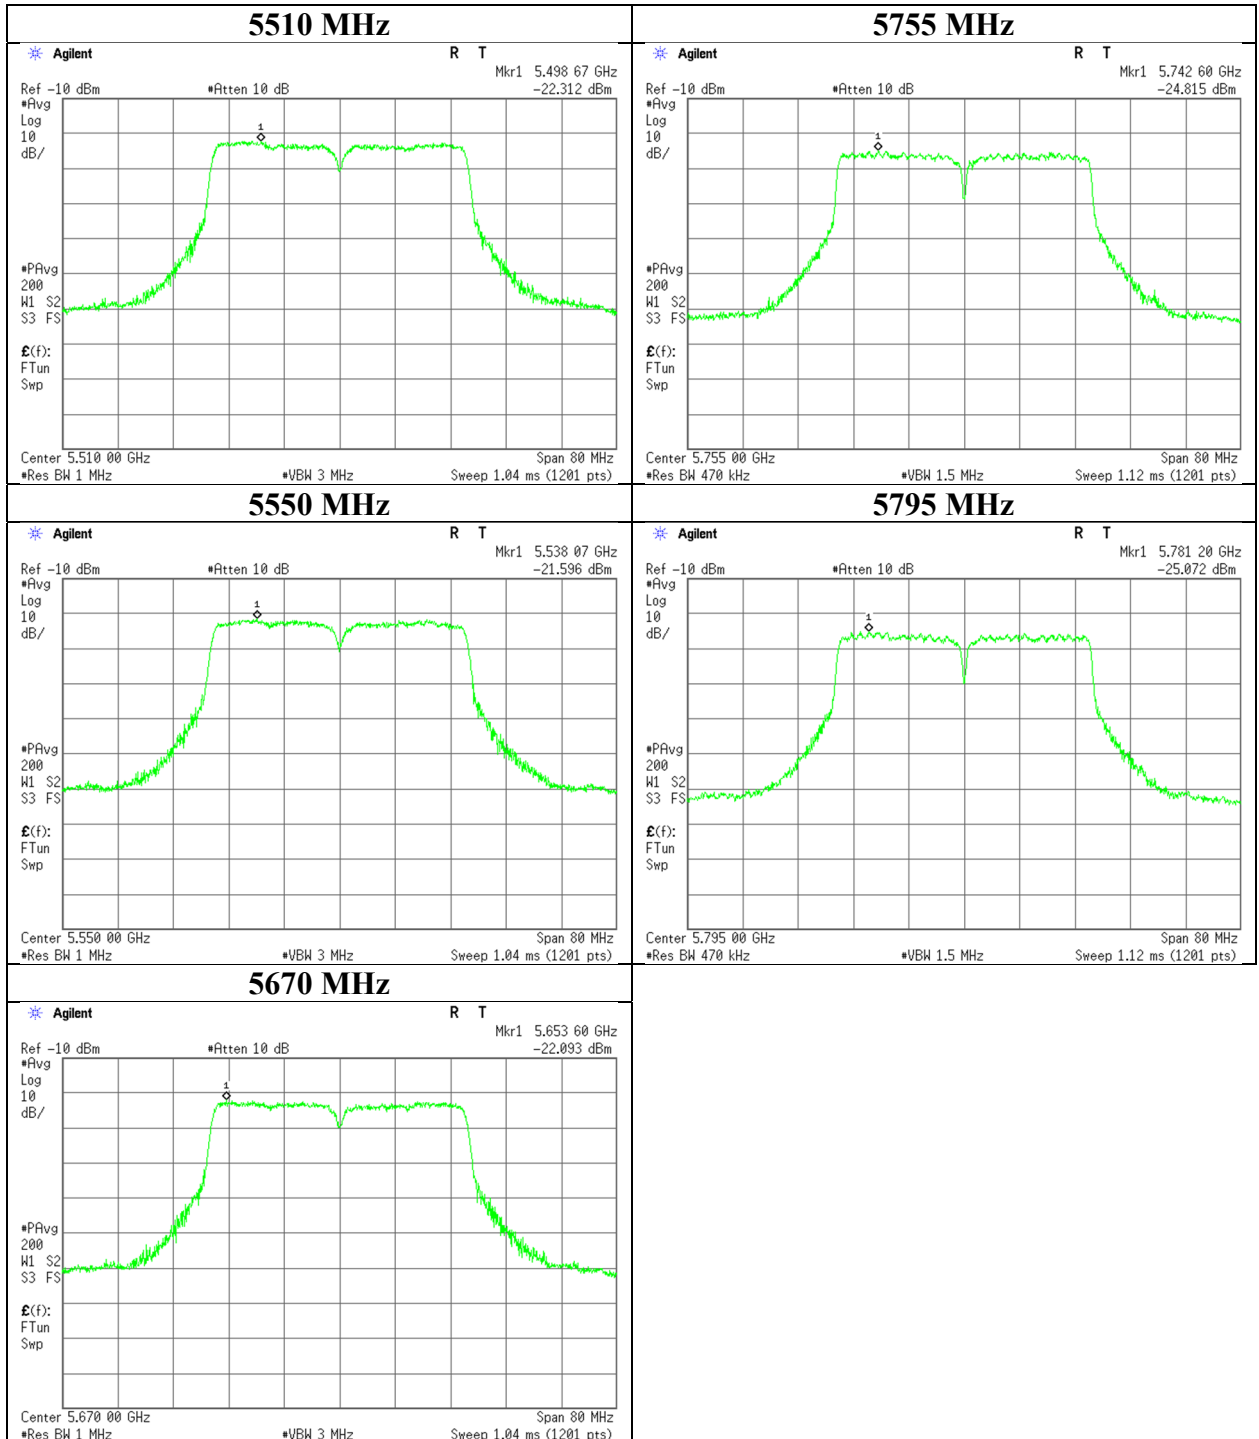 5510 MHz
Agilent
R T
Mkr1 5.498 67 GHz
Ref -10 dBm #Atten 10 dB -22.312 dBm
#Avg
Log
10
dB/
1
#PAvg
200
W1 S2
S3 FS
£(f):
FTun
Swp
Center 5.510 00 GHz Span 80 MHz
#Res BW 1 MHz #VBW 3 MHz Sweep 1.04 ms (1201 pts)
5755 MHz
Agilent
R T
Mkr1 5.742 60 GHz
Ref -10 dBm #Atten 10 dB -24.815 dBm
#Avg
Log
10
dB/
1
#PAvg
200
W1 S2
S3 FS
£(f):
FTun
Swp
Center 5.755 00 GHz Span 80 MHz
#Res BW 470 kHz #VBW 1.5 MHz Sweep 1.12 ms (1201 pts)
5550 MHz
Agilent
R T
Mkr1 5.538 07 GHz
Ref -10 dBm #Atten 10 dB -21.596 dBm
#Avg
Log
10
dB/
1
#PAvg
200
W1 S2
S3 FS
£(f):
FTun
Swp
Center 5.550 00 GHz Span 80 MHz
#Res BW 1 MHz #VBW 3 MHz Sweep 1.04 ms (1201 pts)
5795 MHz
Agilent
R T
Mkr1 5.781 20 GHz
Ref -10 dBm #Atten 10 dB -25.072 dBm
#Avg
Log
10
dB/
1
#PAvg
200
W1 S2
S3 FS
£(f):
FTun
Swp
Center 5.795 00 GHz Span 80 MHz
#Res BW 470 kHz #VBW 1.5 MHz Sweep 1.12 ms (1201 pts)
5670 MHz
Agilent
R T
Mkr1 5.653 60 GHz
Ref -10 dBm #Atten 10 dB -22.093 dBm
#Avg
Log
10
dB/
1
#PAvg
200
W1 S2
S3 FS
£(f):
FTun
Swp
Center 5.670 00 GHz Span 80 MHz
#Res BW 1 MHz #VBW 3 MHz Sweep 1.04 ms (1201 pts)